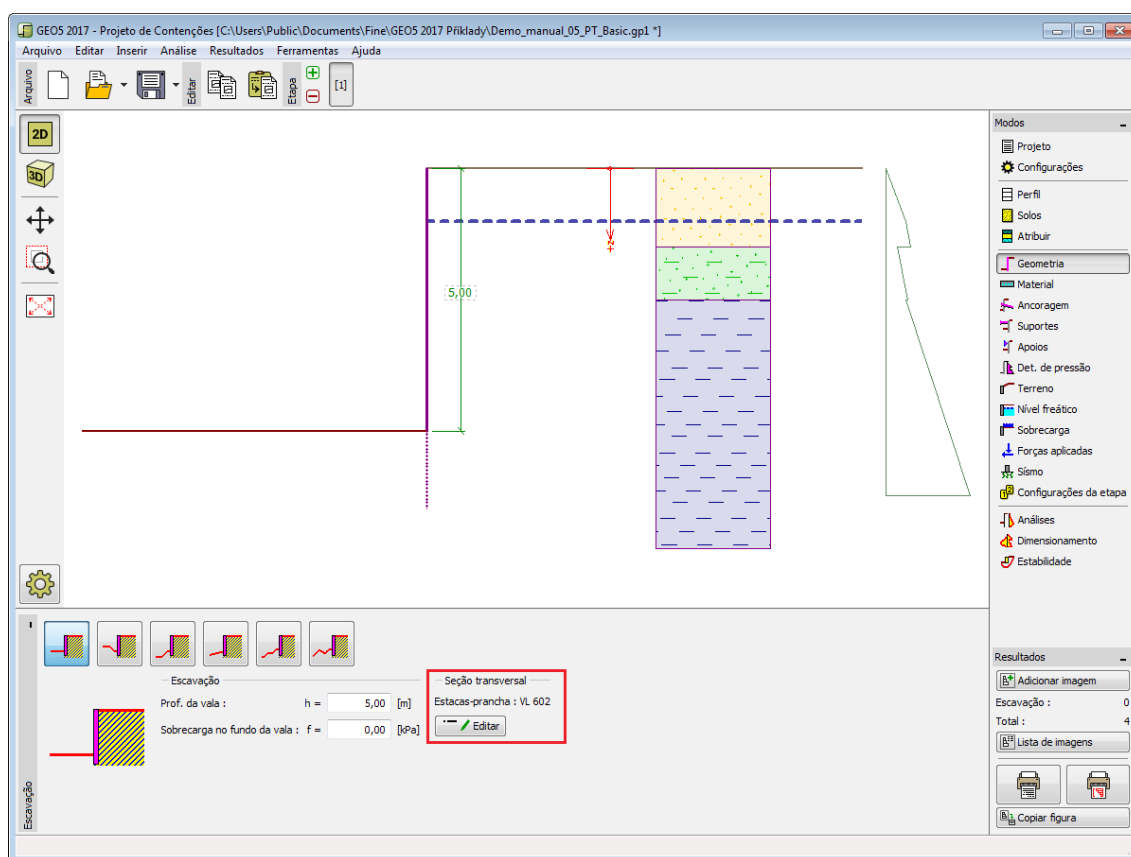 GEO5 2017 - Projeto de Contenções [C:\Users\Public\Documents\Fine\GEO5 2017 Příklady\Demo_manual_05_PT_Basic.gp1 *]
Arquivo Editar Inserir Análise Resultados Ferramentas Ajuda
Arquivo
Editar
Etapa
[1]
2D
3D
+z
5,00
Modos
Projeto
Configurações
Perfil
Solos
Atribuir
Geometria
Material
Ancoragem
Suportes
Apoios
Det. de pressão
Terreno
Nível freático
Sobrecarga
Forças aplicadas
Sísmo
Configurações da etapa
Análises
Dimensionamento
Estabilidade
Escavação
Escavação
Prof. da vala : h = 5,00 [m]
Sobrecarga no fundo da vala : f = 0,00 [kPa]
Seção transversal
Estacas-prancha : VL 602
Editar
Resultados
Adicionar imagem
Escavação : 0
Total : 4
Lista de imagens
Copiar figura